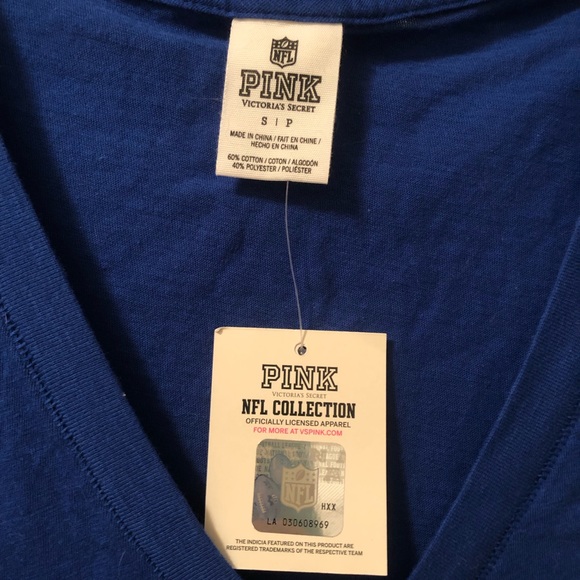 NFL
PINK
VICTORIA'S SECRET
S | P
MADE IN CHINA / FAIT EN CHINE /
HECHO EN CHINA
60% COTTON / COTON / ALGODÓN
40% POLYESTER / POLIÉSTER
PINK
VICTORIA'S SECRET
NFL COLLECTION
OFFICIALLY LICENSED APPAREL
FOR MORE AT VSPINK.COM
NFL
HXX
LA 030608969
THE INDICIA FEATURED ON THIS PRODUCT ARE
REGISTERED TRADEMARKS OF THE RESPECTIVE TEAM